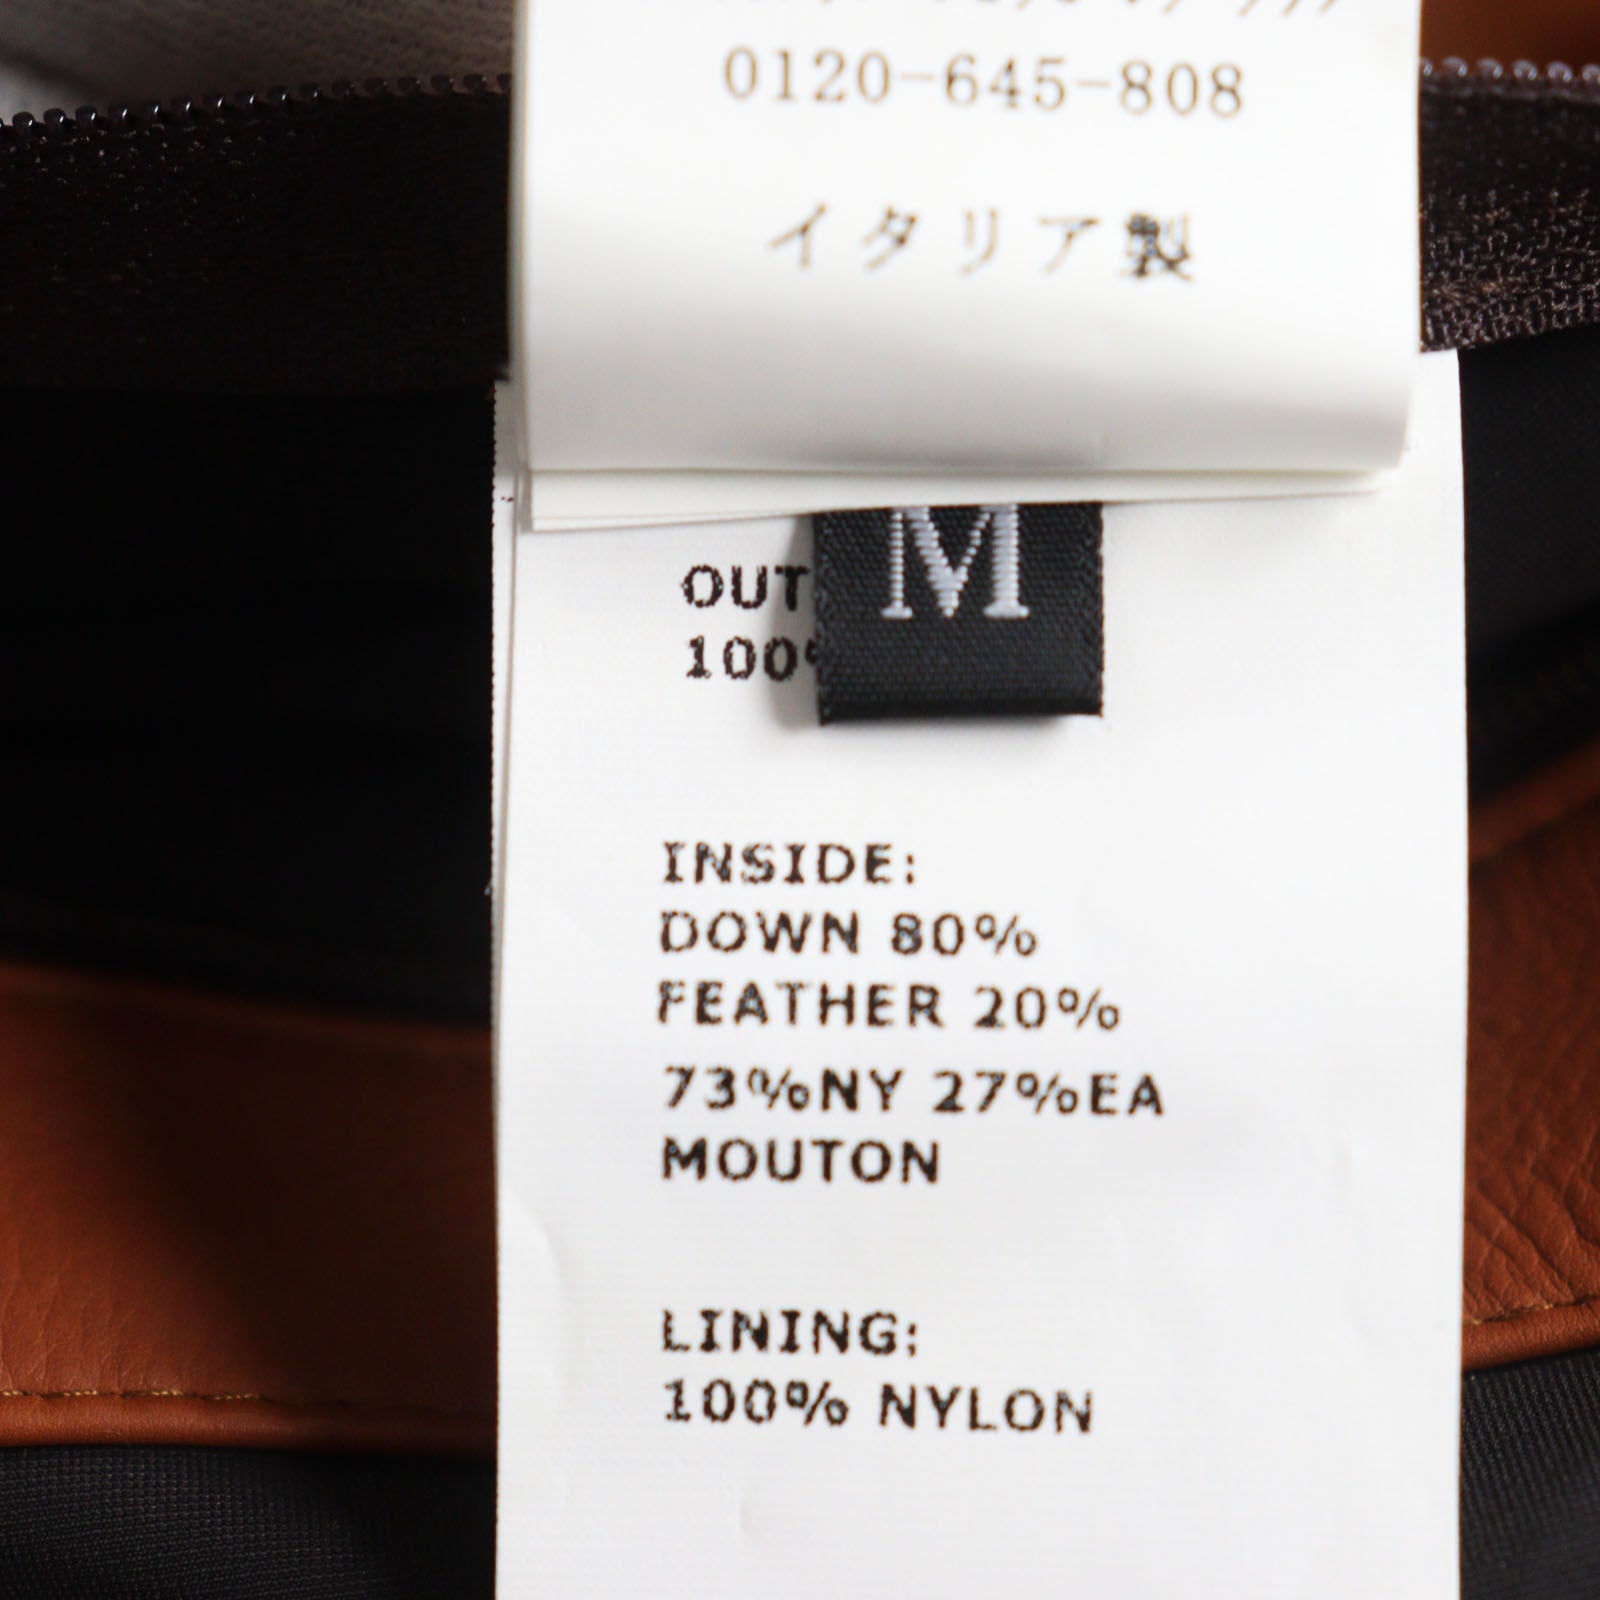 0120-645-808
イタリア製
M
OUT
100%
INSIDE:
DOWN 80%
FEATHER 20%
73%NY 27%EA
MOUTON
LINING:
100% NYLON